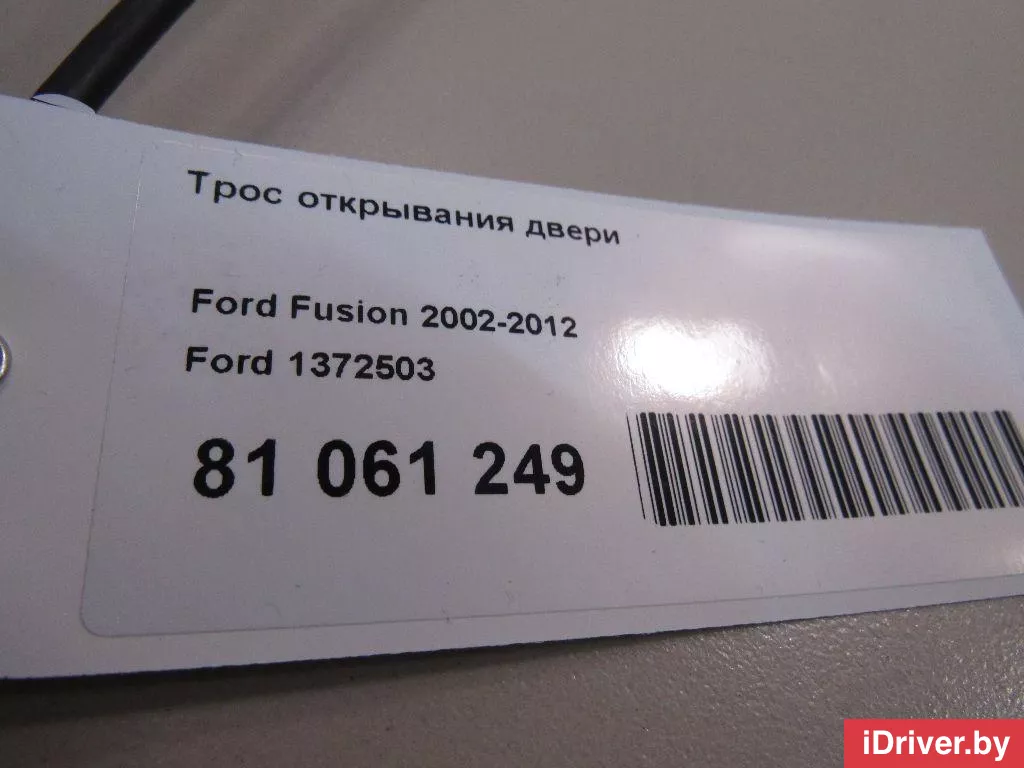 Трос открывания двери
Ford Fusion 2002-2012
Ford 1372503
81 061 249
iDriver.by